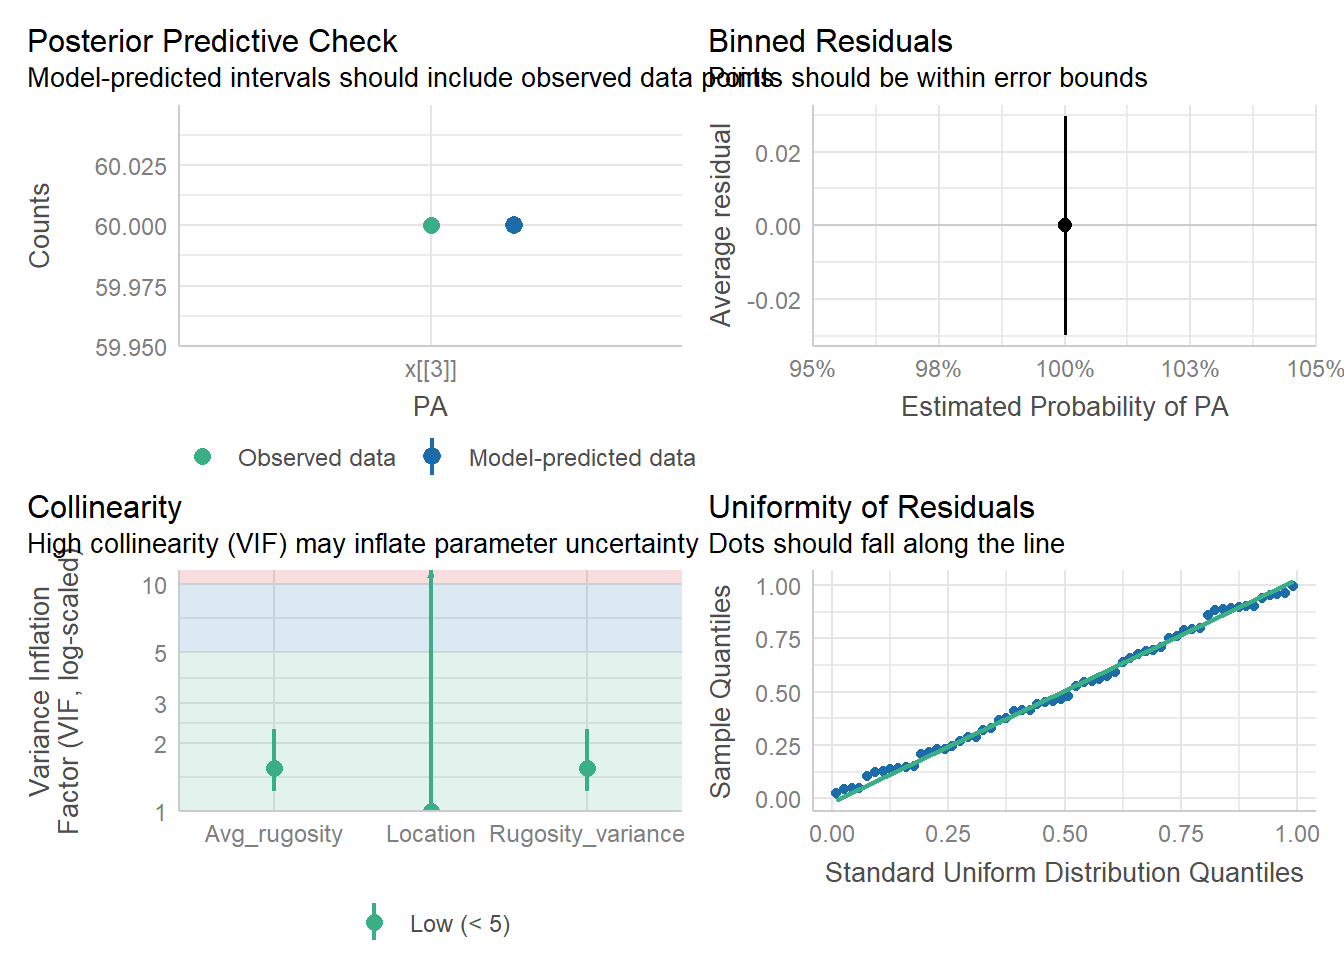 Posterior Predictive Check
Model-predicted intervals should include observed data points
60.025
60.000
59.975
59.950
Counts
x[[3]]
PA
Observed data
Model-predicted data
Binned Residuals
Points should be within error bounds
0.02
0.00
-0.02
Average residual
95%
98%
100%
103%
105%
Estimated Probability of PA
Collinearity
High collinearity (VIF) may inflate parameter uncertainty
10
5
3
2
1
Variance Inflation
Factor (VIF, log-scaled)
Avg_rugosity
Location
Rugosity_variance
Low (< 5)
Uniformity of Residuals
Dots should fall along the line
1.00
0.75
0.50
0.25
0.00
Sample Quantiles
0.00
0.25
0.50
0.75
1.00
Standard Uniform Distribution Quantiles